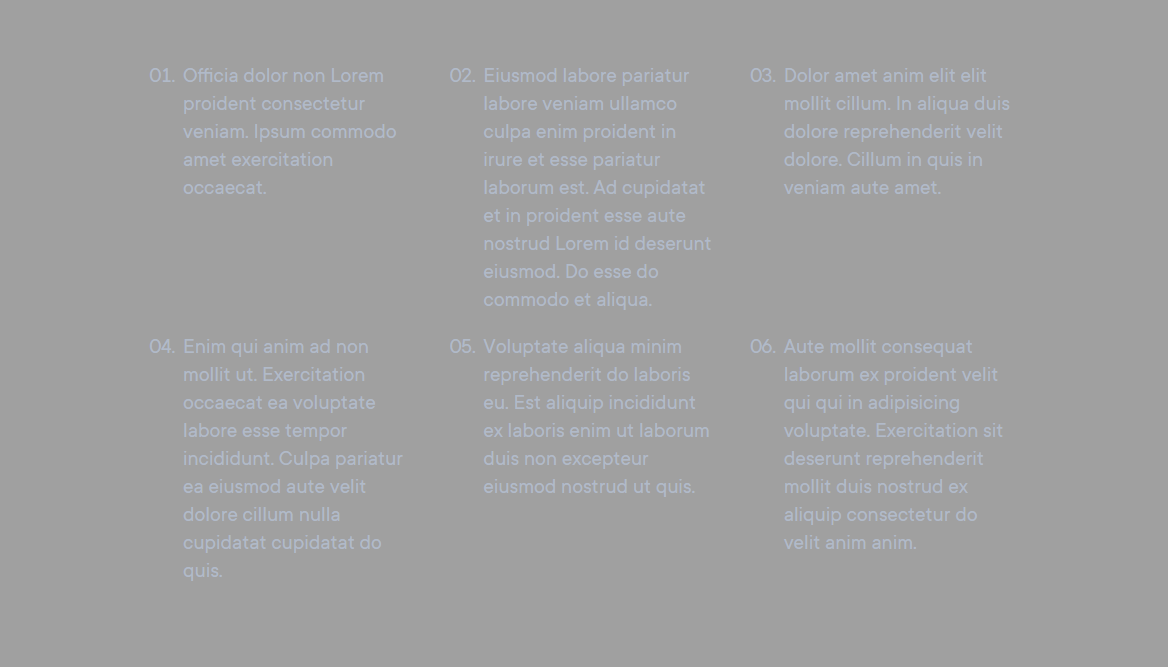 01. Officia dolor non Lorem
proident consectetur
veniam. Ipsum commodo
amet exercitation
occaecat.
02. Eiusmod labore pariatur
labore veniam ullamco
culpa enim proident in
irure et esse pariatur
laborum est. Ad cupidatat
et in proident esse aute
nostrud Lorem id deserunt
eiusmod. Do esse do
commodo et aliqua.
03. Dolor amet anim elit elit
mollit cillum. In aliqua duis
dolore reprehenderit velit
dolore. Cillum in quis in
veniam aute amet.
04. Enim qui anim ad non
mollit ut. Exercitation
occaecat ea voluptate
labore esse tempor
incididunt. Culpa pariatur
ea eiusmod aute velit
dolore cillum nulla
cupidatat cupidatat do
quis.
05. Voluptate aliqua minim
reprehenderit do laboris
eu. Est aliquip incididunt
ex laboris enim ut laborum
duis non excepteur
eiusmod nostrud ut quis.
06. Aute mollit consequat
laborum ex proident velit
qui qui in adipisicing
voluptate. Exercitation sit
deserunt reprehenderit
mollit duis nostrud ex
aliquip consectetur do
velit anim anim.